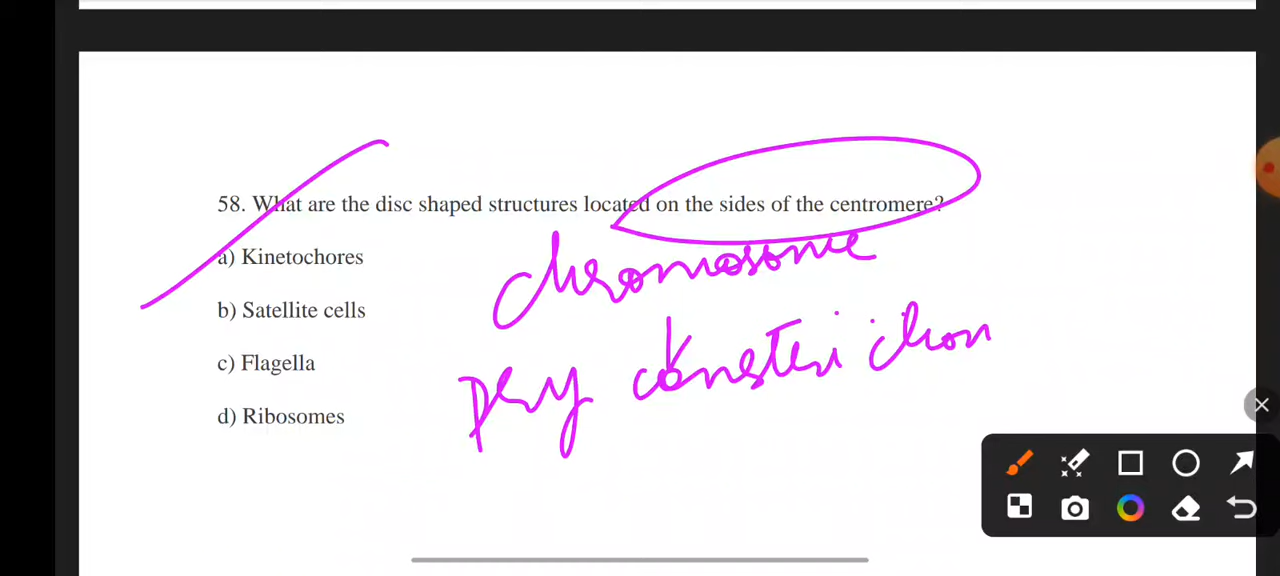 58. What are the disc shaped structures located on the sides of the centromere?
a) Kinetochores
chromosome
b) Satellite cells
c) Flagella
d) Ribosomes